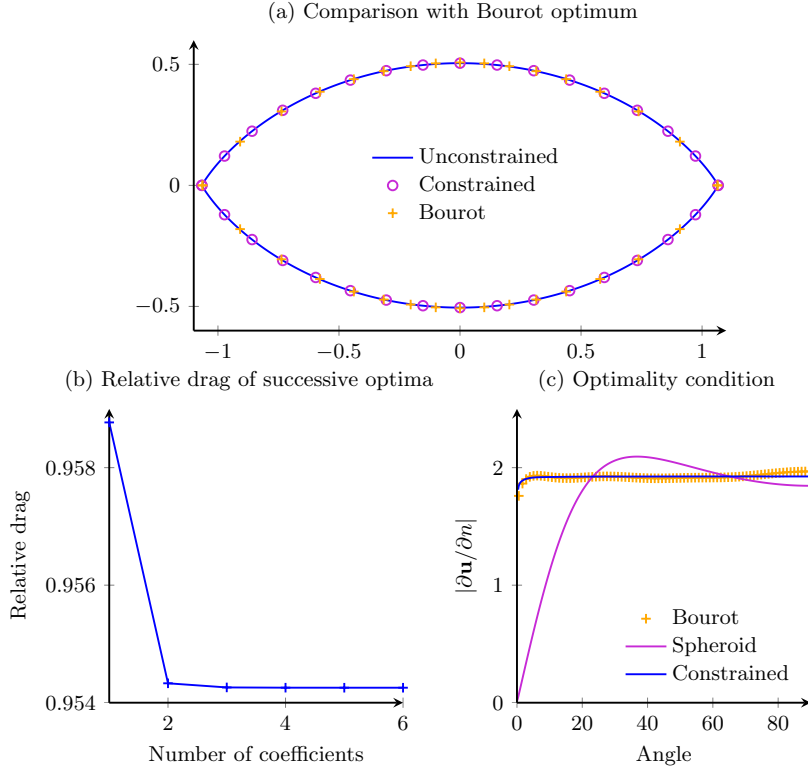 (a) Comparison with Bourot optimum
0.5
0
−0.5
Unconstrained
Constrained
Bourot
−1 −0.5 0 0.5 1
(b) Relative drag of successive optima
0.958
0.956
0.954
Relative drag
2 4 6
Number of coefficients
(c) Optimality condition
2
1
0
|∂u/∂n|
Bourot
Spheroid
Constrained
0 20 40 60 80
Angle